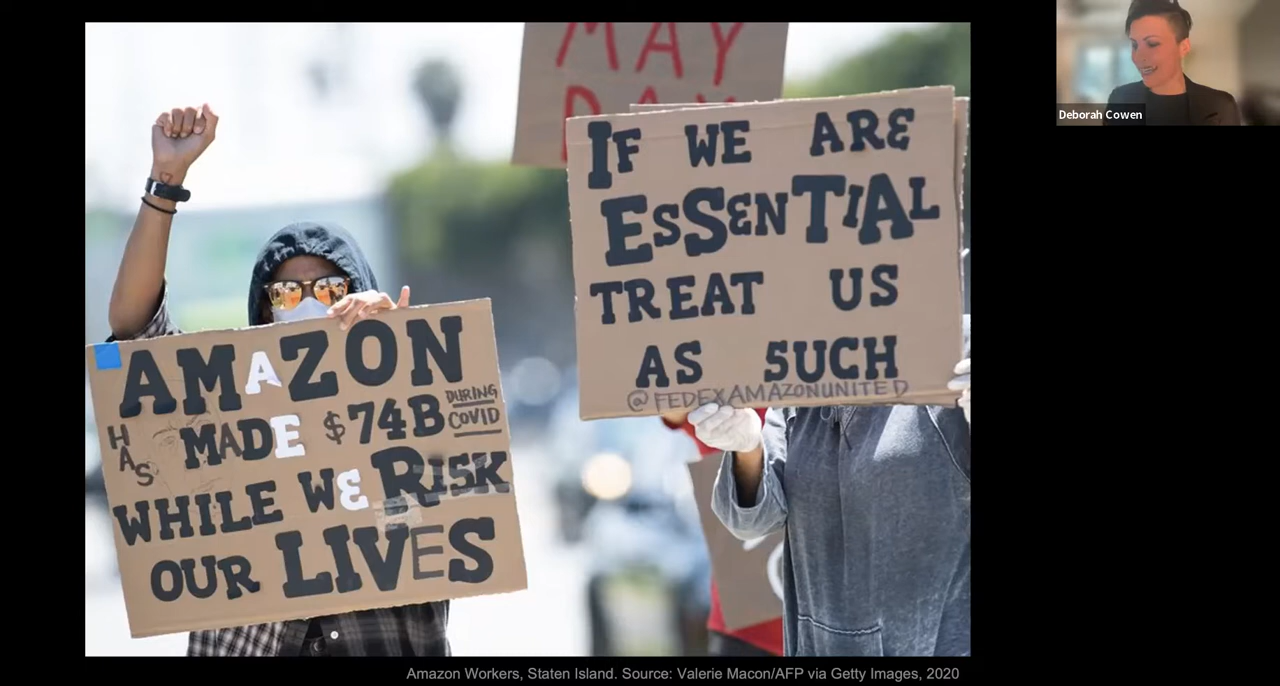 MAY
DAY
IF WE ARE
ESSENTIAL
TREAT US
AS SUCH
@FEDEXAMAZONUNITED
AMAZON
HAS MADE $74B DURING COVID
WHILE WE RISK
OUR LIVES
Deborah Cowen
Amazon Workers, Staten Island. Source: Valerie Macon/AFP via Getty Images, 2020